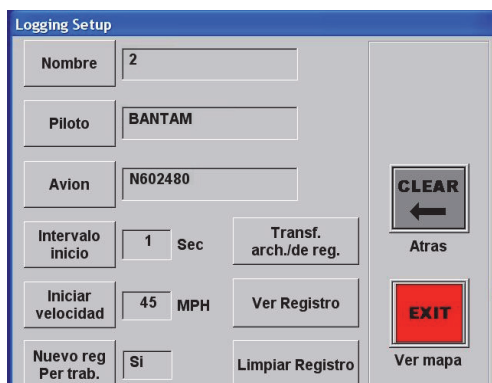 Logging Setup
Nombre 2
Piloto BANTAM
Avion N602480
CLEAR
Atras
Intervalo
inicio
1 Sec
Transf.
arch./de reg.
Iniciar
velocidad
45 MPH
Ver Registro
EXIT
Ver mapa
Nuevo reg
Per trab.
Si
Limpiar Registro